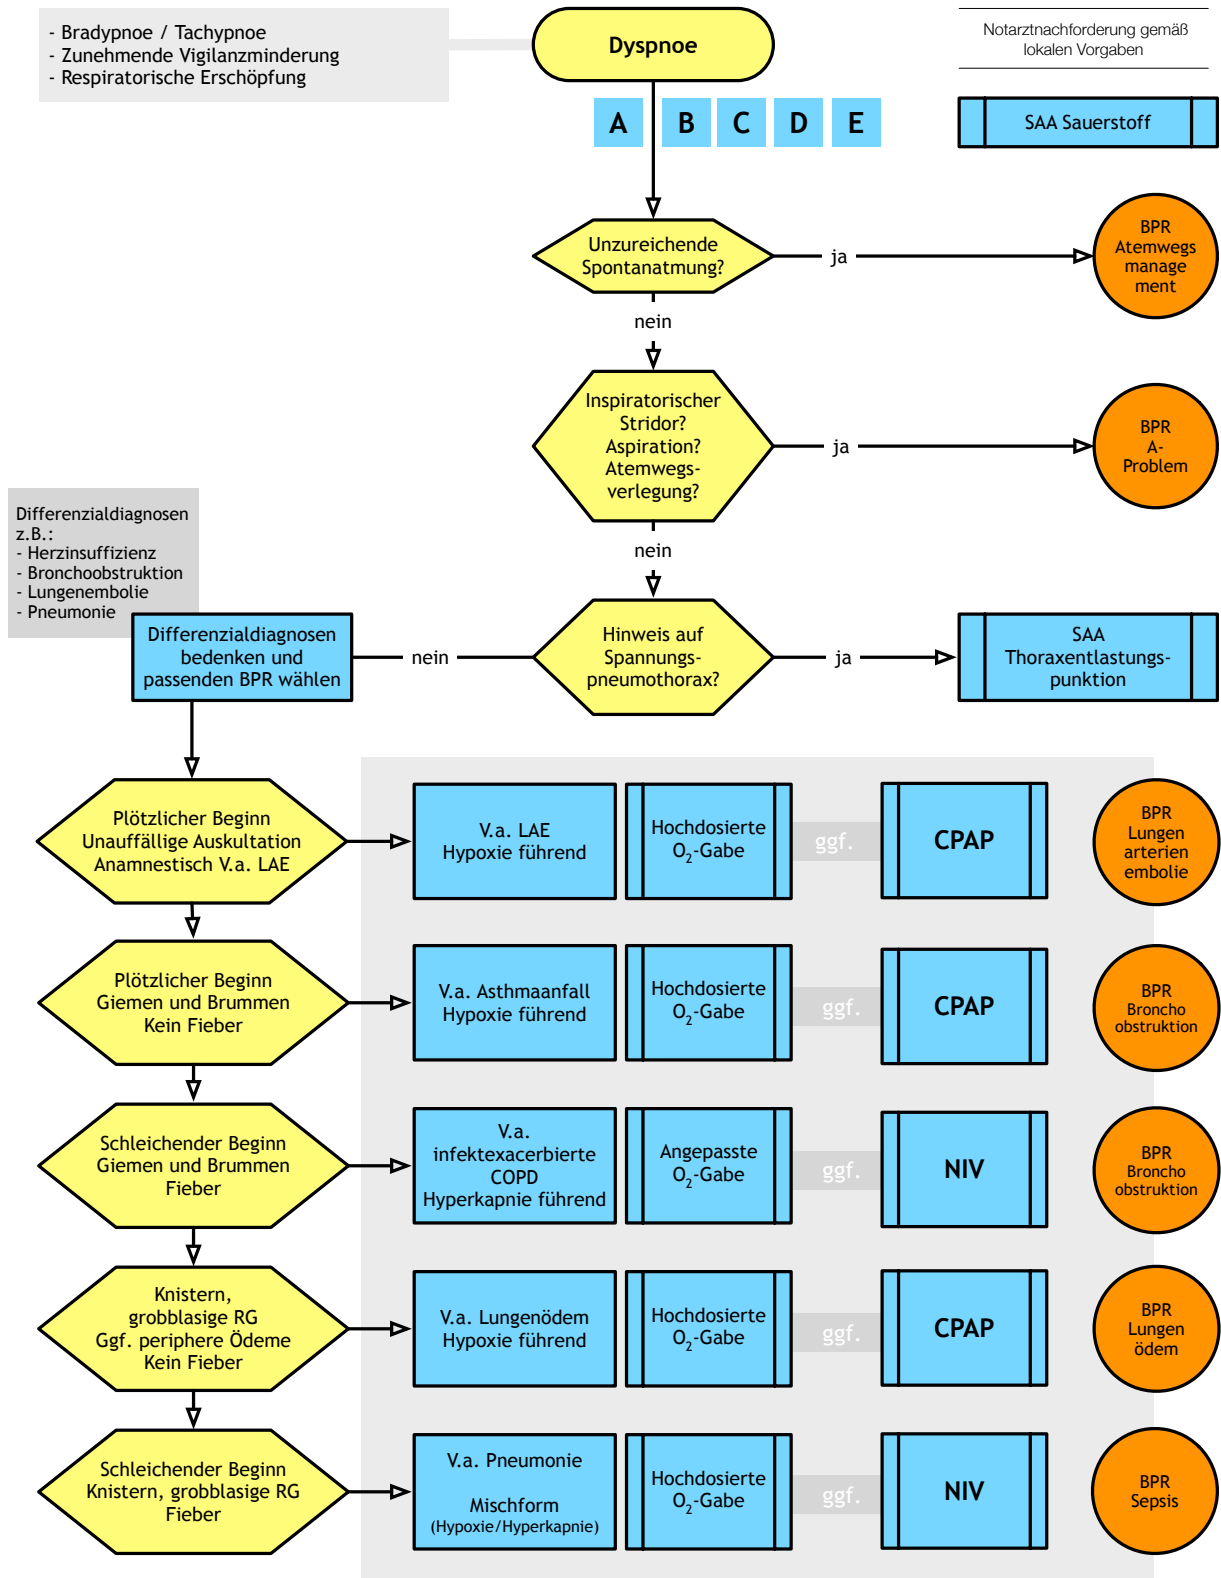 - Bradypnoe / Tachypnoe
- Zunehmende Vigilanzminderung
- Respiratorische Erschöpfung
Dyspnoe
Notarztnachforderung gemäß
lokalen Vorgaben
A
B
C
D
E
SAA Sauerstoff
Unzureichende
Spontanatmung?
ja
BPR
Atemwegs
manage
ment
nein
Inspiratorischer
Stridor?
Aspiration?
Atemwegs-
verlegung?
ja
BPR
A-
Problem
nein
Differenzialdiagnosen
z.B.:
- Herzinsuffizienz
- Bronchoobstruktion
- Lungenembolie
- Pneumonie
Hinweis auf
Spannungs-
pneumothorax?
ja
SAA
Thoraxentlastungs-
punktion
nein
Differenzialdiagnosen
bedenken und
passenden BPR wählen
Plötzlicher Beginn
Unauffällige Auskultation
Anamnestisch V.a. LAE
V.a. LAE
Hypoxie führend
Hochdosierte
O2-Gabe
ggf.
CPAP
BPR
Lungen
arterien
embolie
Plötzlicher Beginn
Giemen und Brummen
Kein Fieber
V.a. Asthmaanfall
Hypoxie führend
Hochdosierte
O2-Gabe
ggf.
CPAP
BPR
Broncho
obstruktion
Schleichender Beginn
Giemen und Brummen
Fieber
V.a.
infektexacerbierte
COPD
Hyperkapnie führend
Angepasste
O2-Gabe
ggf.
NIV
BPR
Broncho
obstruktion
Knistern,
grobblasige RG
Ggf. periphere Ödeme
Kein Fieber
V.a. Lungenödem
Hypoxie führend
Hochdosierte
O2-Gabe
ggf.
CPAP
BPR
Lungen
ödem
Schleichender Beginn
Knistern, grobblasige RG
Fieber
V.a. Pneumonie
Mischform
(Hypoxie/Hyperkapnie)
Hochdosierte
O2-Gabe
ggf.
NIV
BPR
Sepsis